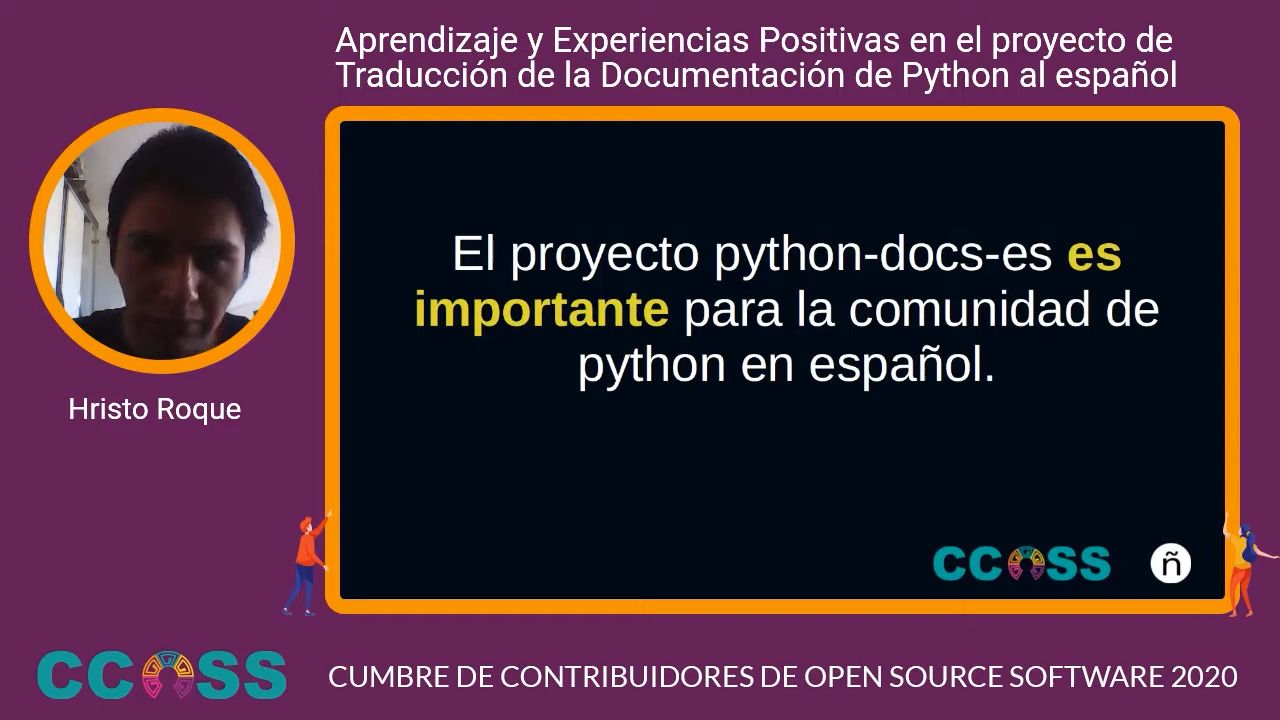 Aprendizaje y Experiencias Positivas en el proyecto de
Traducción de la Documentación de Python al español
El proyecto python-docs-es es
importante para la comunidad de
python en español.
CCOSS
ñ
Hristo Roque
CCOSS
CUMBRE DE CONTRIBUIDORES DE OPEN SOURCE SOFTWARE 2020